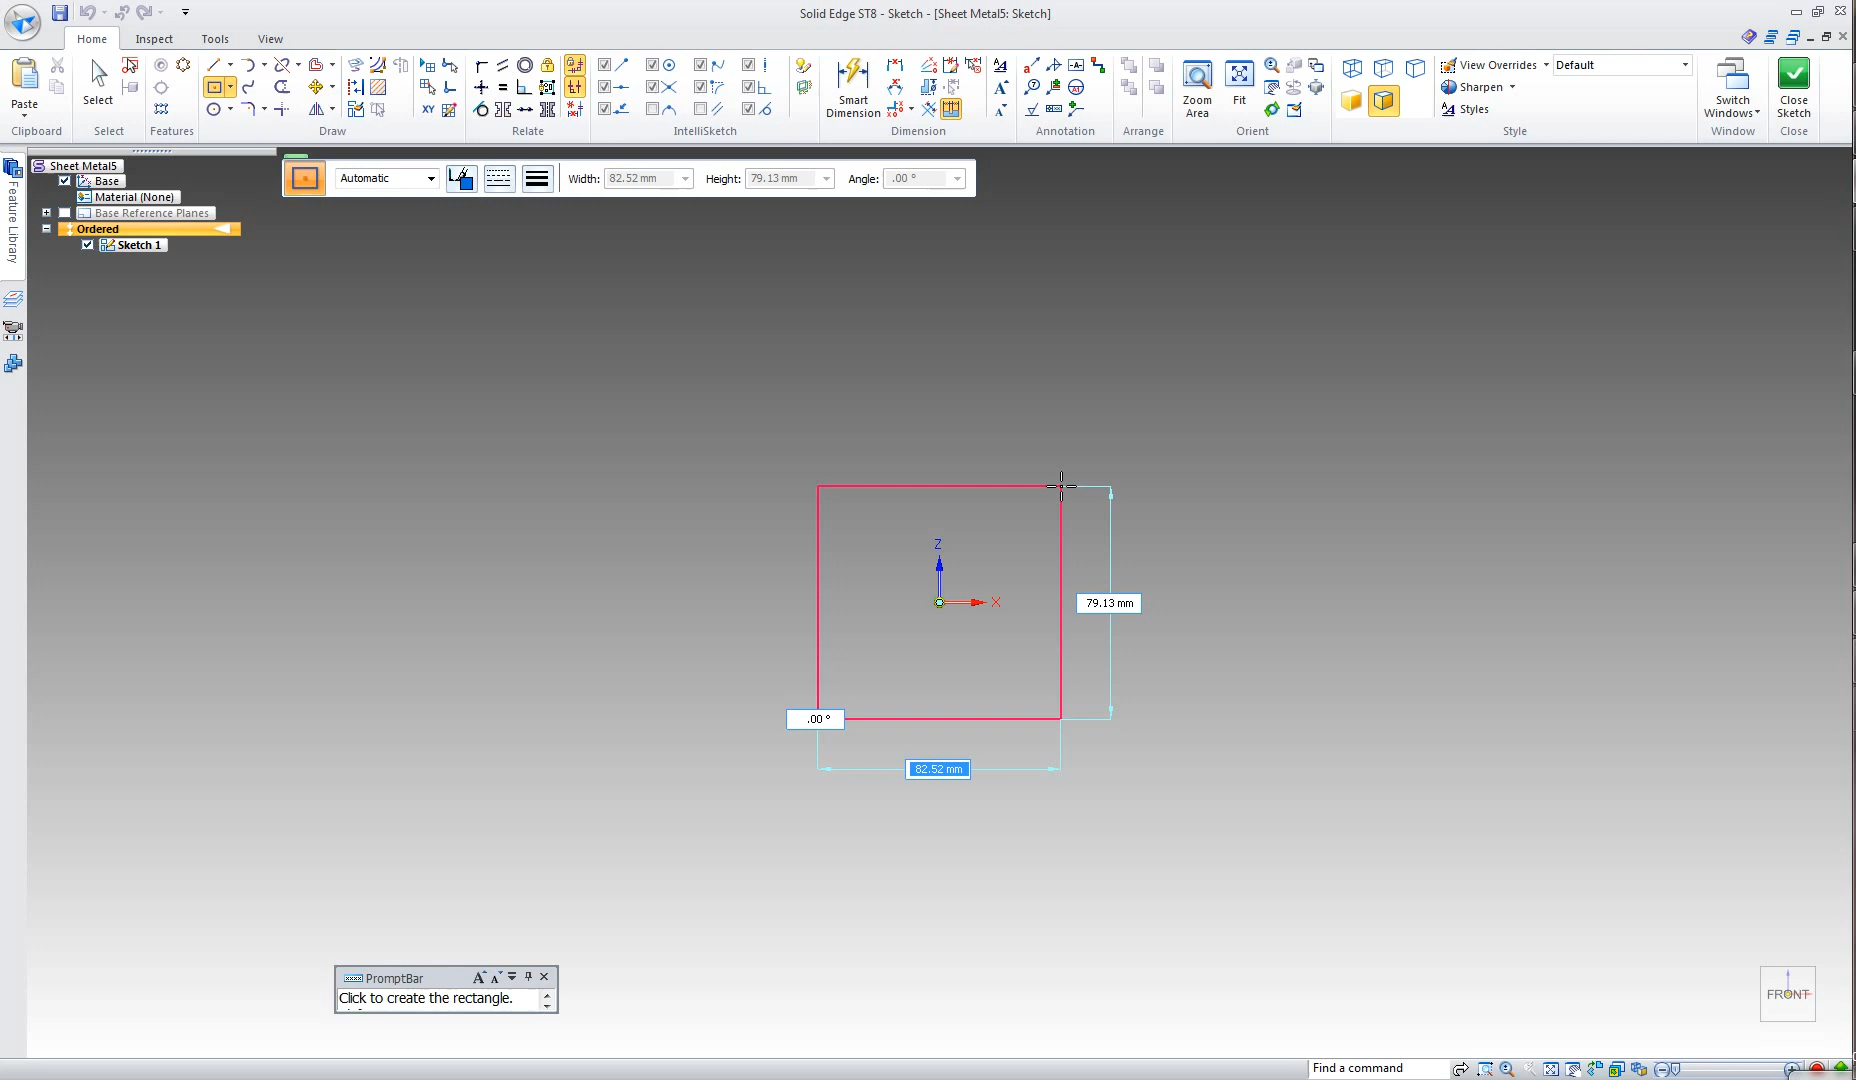 Solid Edge ST8 - Sketch - [Sheet Metal5: Sketch]
Home Inspect Tools View
Paste
Clipboard
Select
Select
Features
Draw
XY
Relate
IntelliSketch
Smart Dimension
Dimension
Annotation
Arrange
Zoom Area
Fit
Orient
View Overrides Default
Sharpen
Styles
Style
Switch Windows
Window
Close Sketch
Close
Feature Library
Sheet Metal5
Base
Material (None)
Base Reference Planes
Ordered
Sketch 1
Automatic Width: 82.52 mm Height: 79.13 mm Angle: .00 °
Z
X
79.13 mm
.00 °
82.52 mm
PromptBar
Click to create the rectangle.
FRONT
Find a command